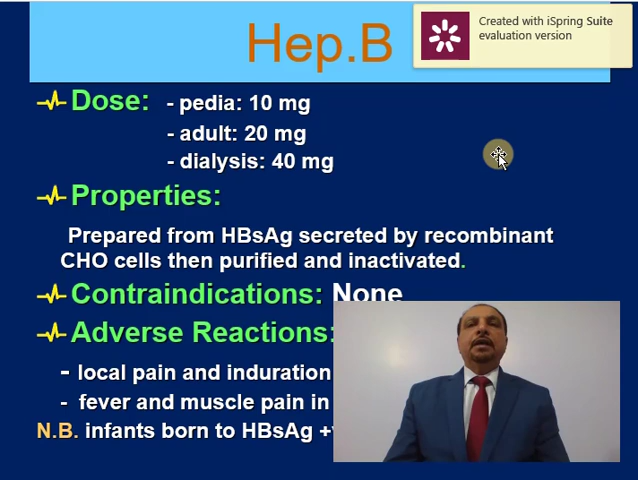 Hep.B
Created with iSpring Suite
evaluation version
Dose: - pedia: 10 mg
- adult: 20 mg
- dialysis: 40 mg
Properties:
Prepared from HBsAg secreted by recombinant
CHO cells then purified and inactivated.
Contraindications: None
Adverse Reactions:
- local pain and induration
- fever and muscle pain in
N.B. infants born to HBsAg +